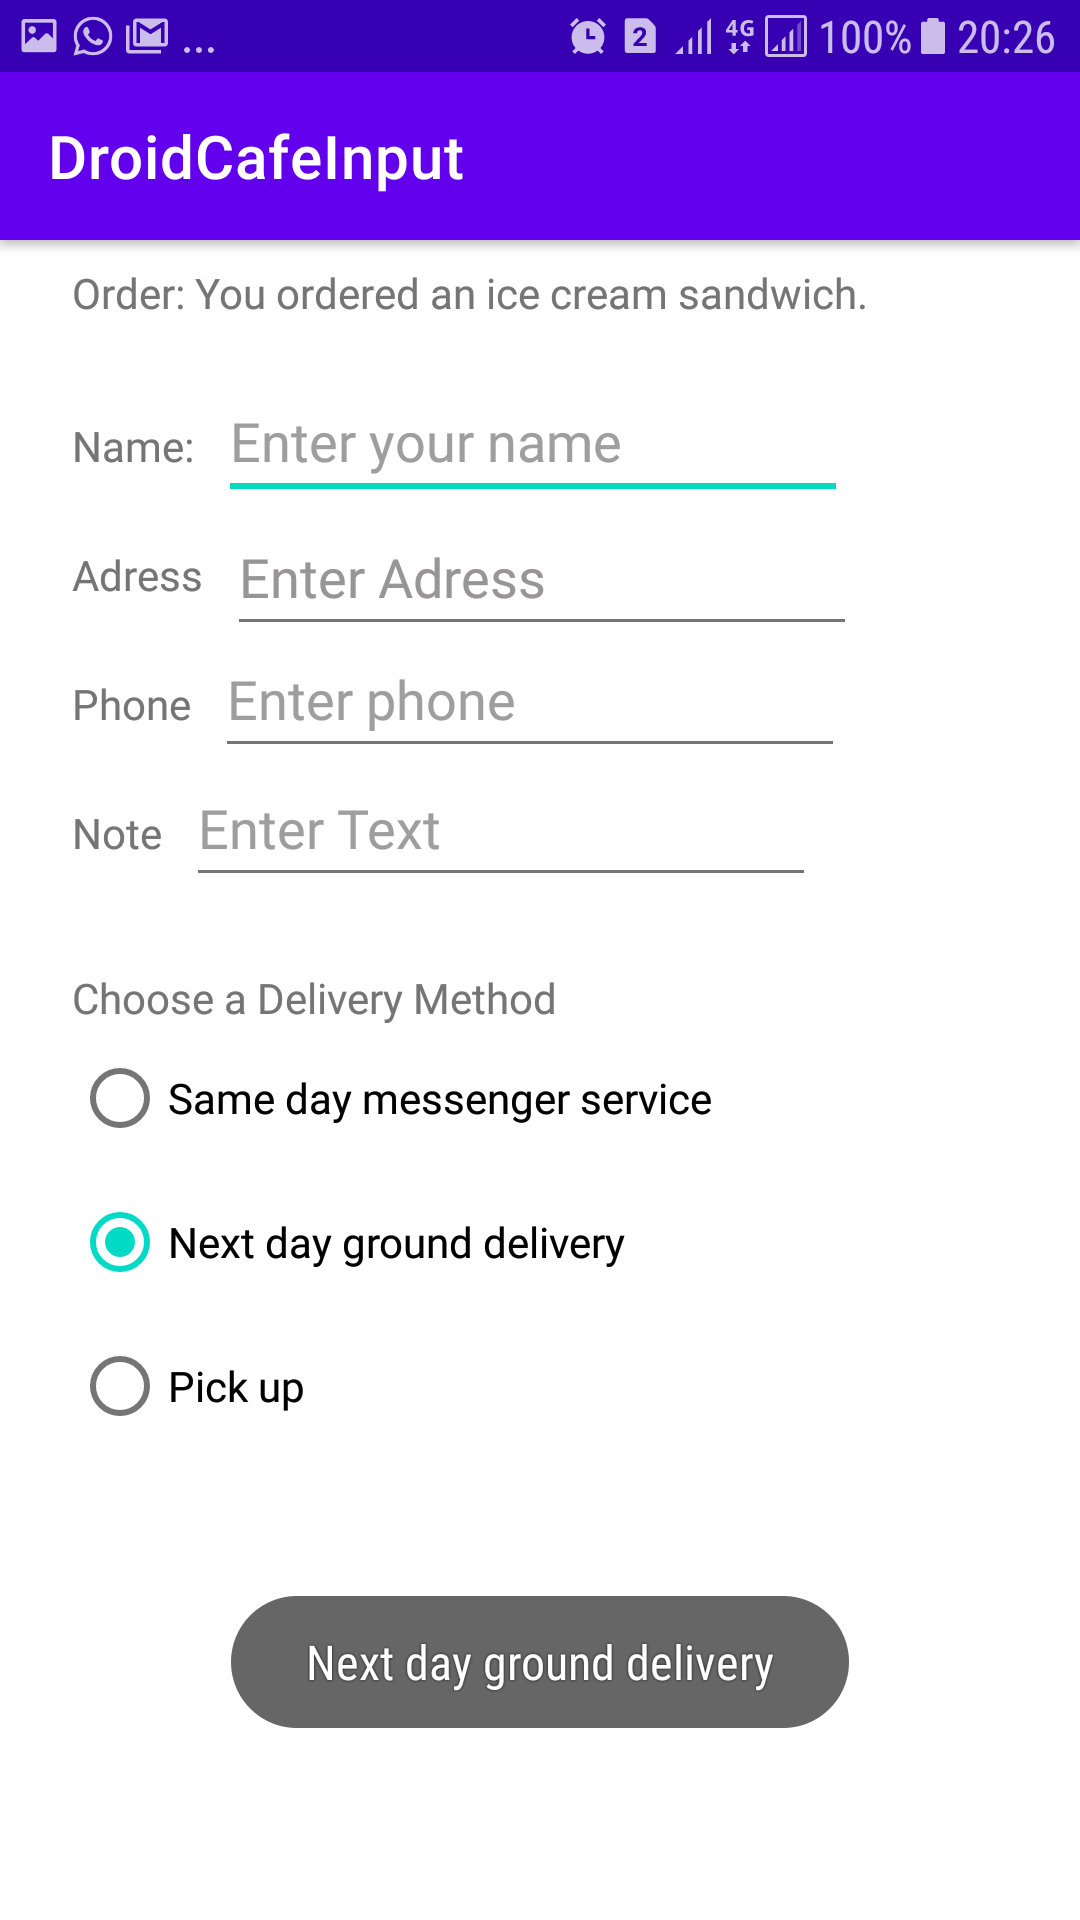 ... 2 4G 100% 20:26
DroidCafeInput
Order: You ordered an ice cream sandwich.
Name: Enter your name
Adress Enter Adress
Phone Enter phone
Note Enter Text
Choose a Delivery Method
Same day messenger service
Next day ground delivery
Pick up
Next day ground delivery